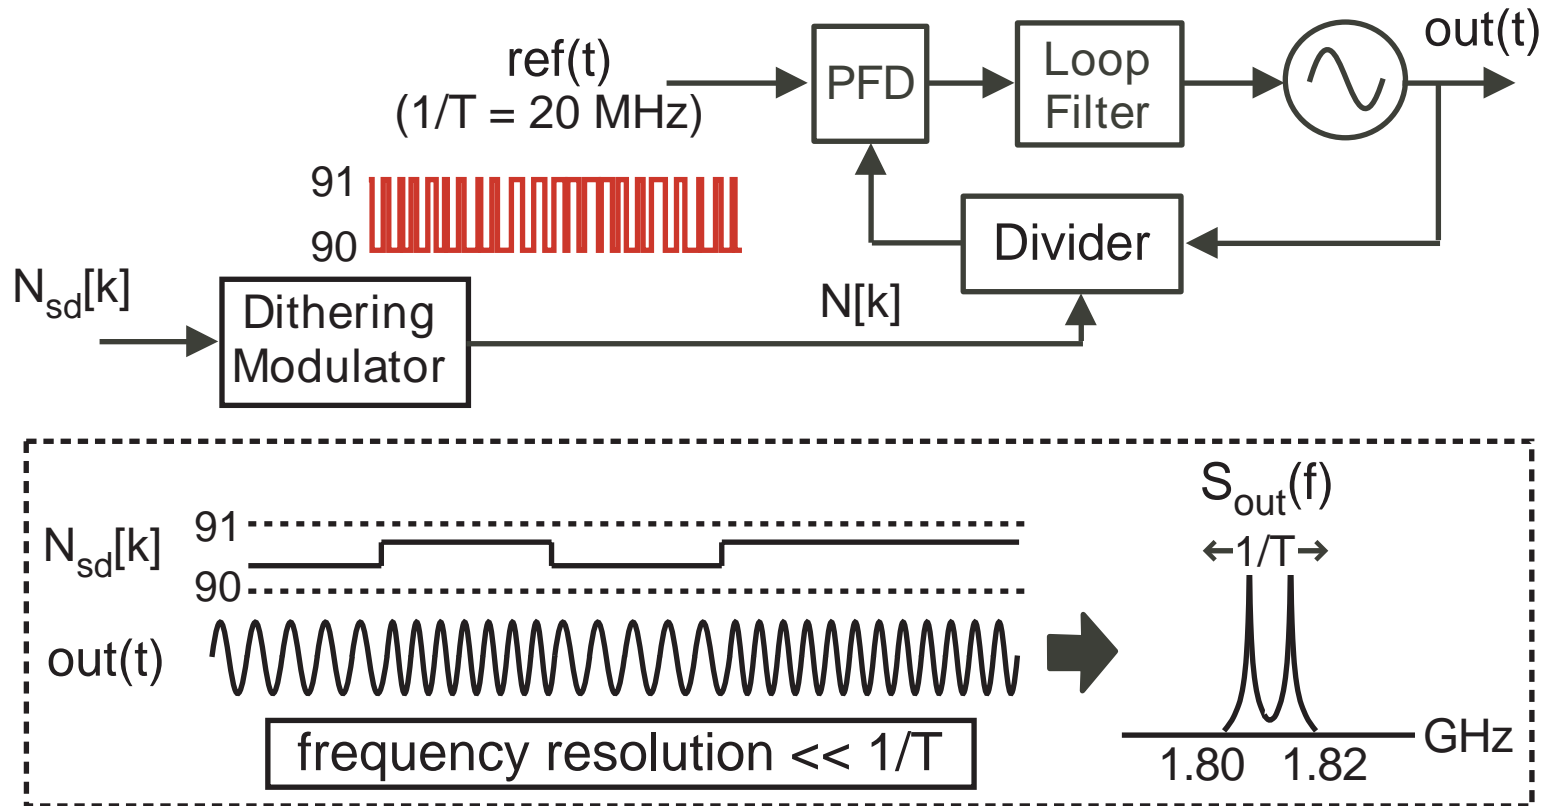 ref(t)
(1/T = 20 MHz)
PFD
Loop
Filter
out(t)
91
90
Divider
N_sd[k]
Dithering
Modulator
N[k]
N_sd[k]
91
90
out(t)
frequency resolution << 1/T
S_out(f)
←1/T→
1.80 1.82 GHz